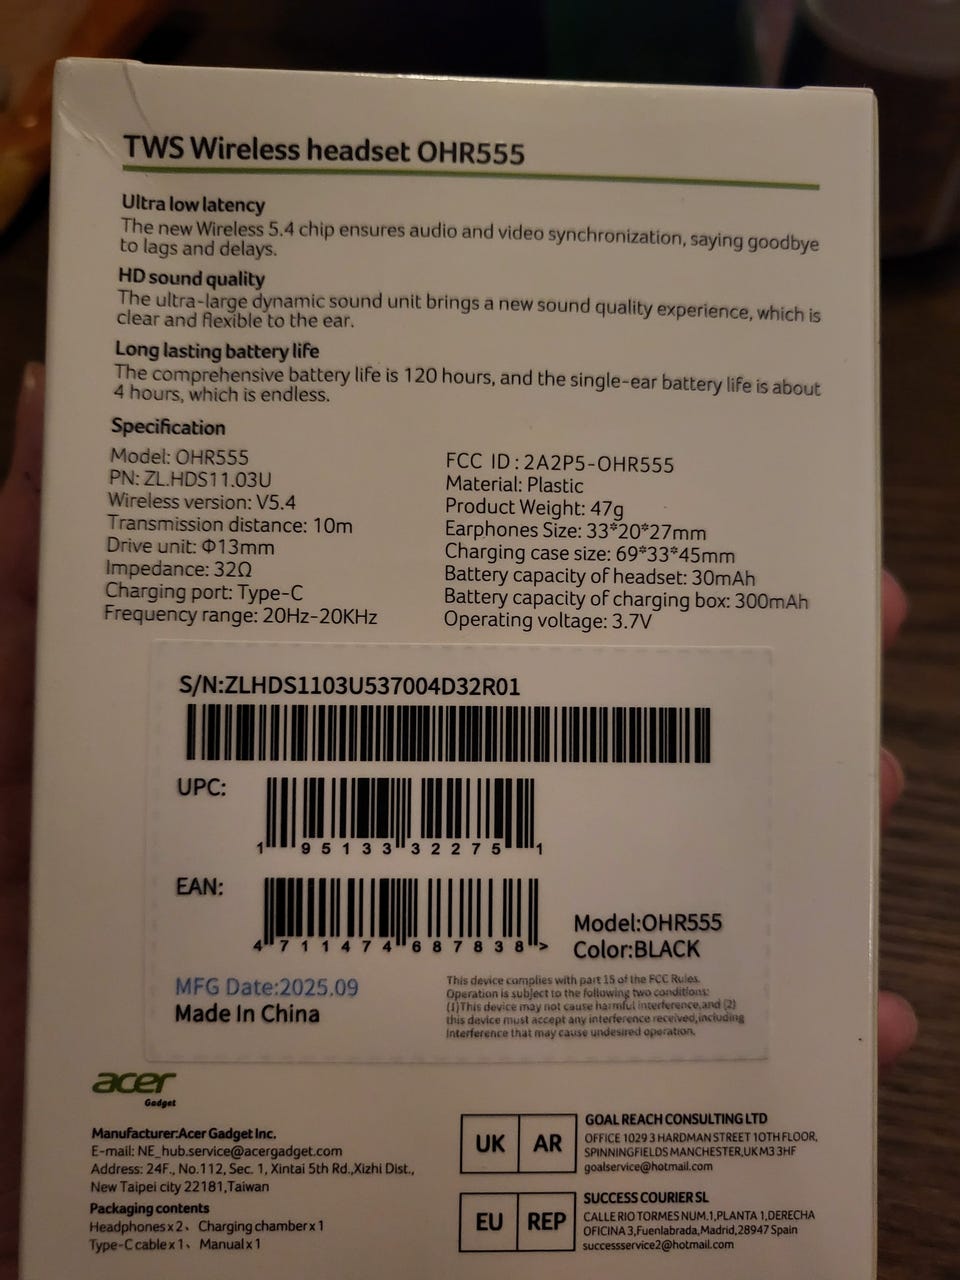 TWS Wireless headset OHR555
Ultra low latency
The new Wireless 5.4 chip ensures audio and video synchronization, saying goodbye
to lags and delays.
HD sound quality
The ultra-large dynamic sound unit brings a new sound quality experience, which is
clear and flexible to the ear.
Long lasting battery life
The comprehensive battery life is 120 hours, and the single-ear battery life is about
4 hours, which is endless.
Specification
Model: OHR555
PN: ZL.HDS11.03U
Wireless version: V5.4
Transmission distance: 10m
Drive unit: Φ13mm
Impedance: 32Ω
Charging port: Type-C
Frequency range: 20Hz-20KHz
FCC ID : 2A2P5-OHR555
Material: Plastic
Product Weight: 47g
Earphones Size: 33*20*27mm
Charging case size: 69*33*45mm
Battery capacity of headset: 30mAh
Battery capacity of charging box: 300mAh
Operating voltage: 3.7V
S/N:ZLHDS1103U537004D32R01
UPC:
1 95133 32275 1
EAN:
4 711474 687838 >
Model:OHR555
Color:BLACK
MFG Date:2025.09
Made In China
This device complies with part 15 of the FCC Rules.
Operation is subject to the following two conditions:
(1)This device may not cause harmful interference,and (2)
this device must accept any interference received,including
Interference that may cause undesired operation.
acer
Gadget
Manufacturer:Acer Gadget Inc.
E-mail: NE_hub.service@acergadget.com
Address: 24F., No.112, Sec. 1, Xintai 5th Rd.,Xizhi Dist.,
New Taipei city 22181,Taiwan
Packaging contents
Headphones x 2、 Charging chamber x 1
Type-C cable x 1、 Manual x 1
UK AR
GOAL REACH CONSULTING LTD
OFFICE 1029 3 HARDMAN STREET 10TH FLOOR,
SPINNINGFIELDS MANCHESTER,UK M3 3HF
goalservice@hotmail.com
EU REP
SUCCESS COURIER SL
CALLE RIO TORMES NUM.1,PLANTA 1,DERECHA
OFICINA 3,Fuenlabrada,Madrid,28947 Spain
successservice2@hotmail.com